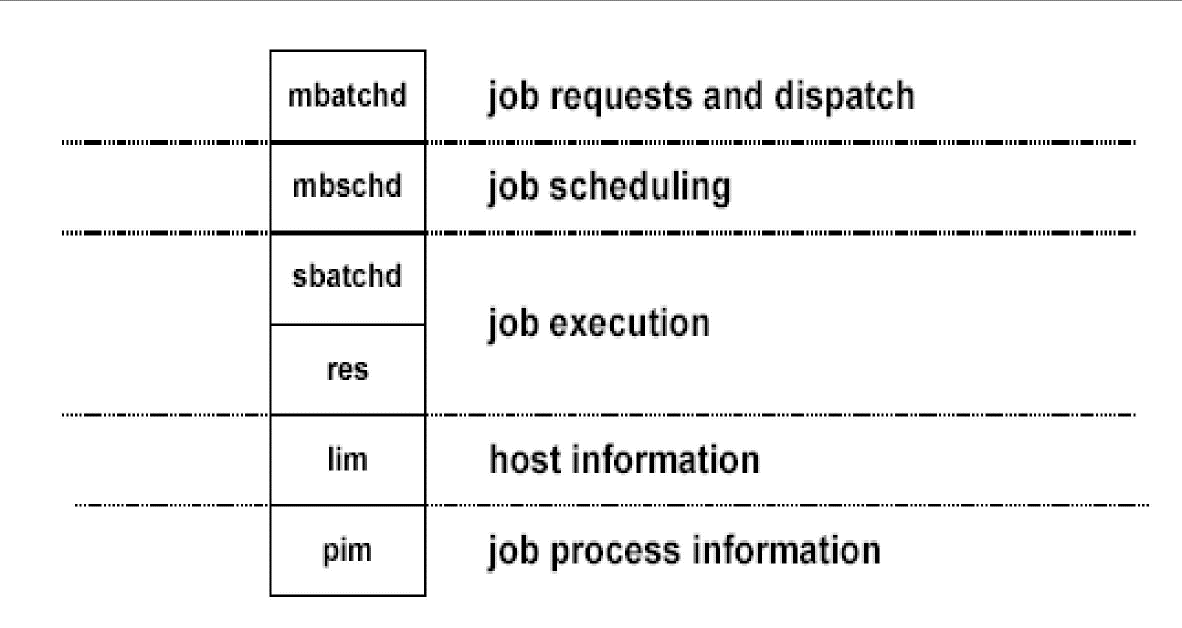 mbatchd job requests and dispatch
mbschd job scheduling
sbatchd
job execution
res
lim host information
pim job process information